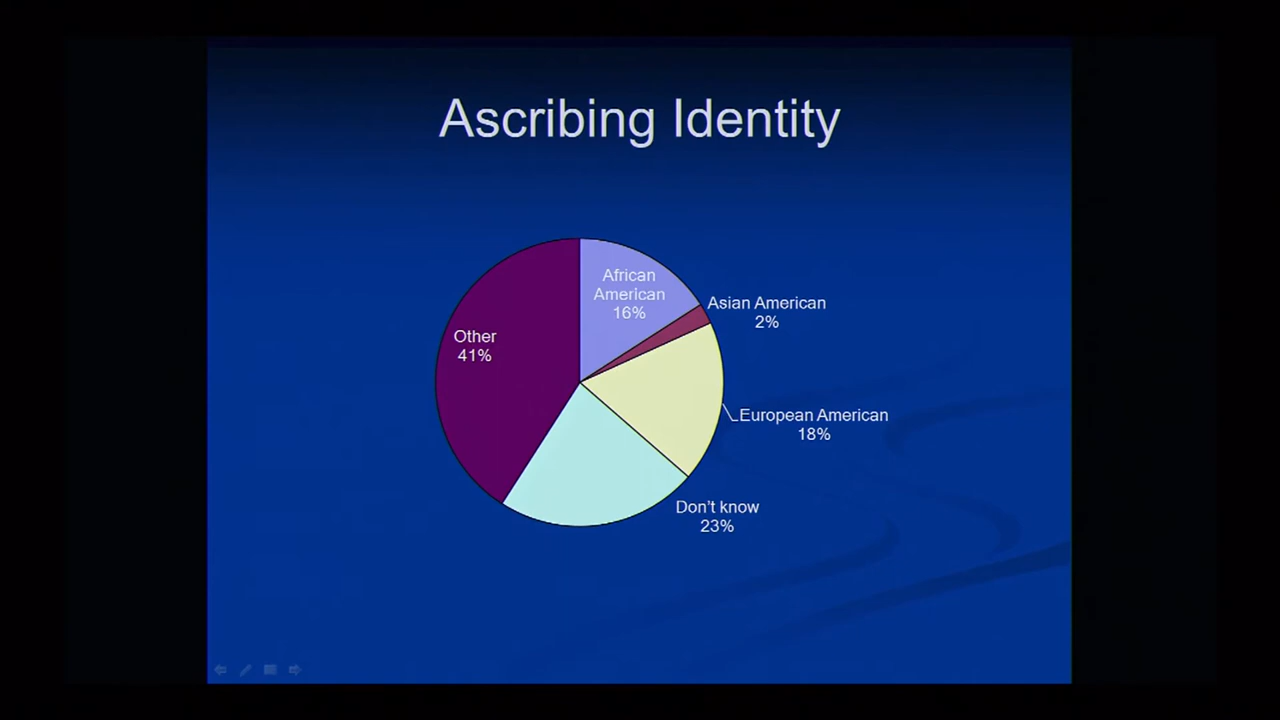 Ascribing Identity
African
American
16%
Asian American
2%
Other
41%
European American
18%
Don't know
23%